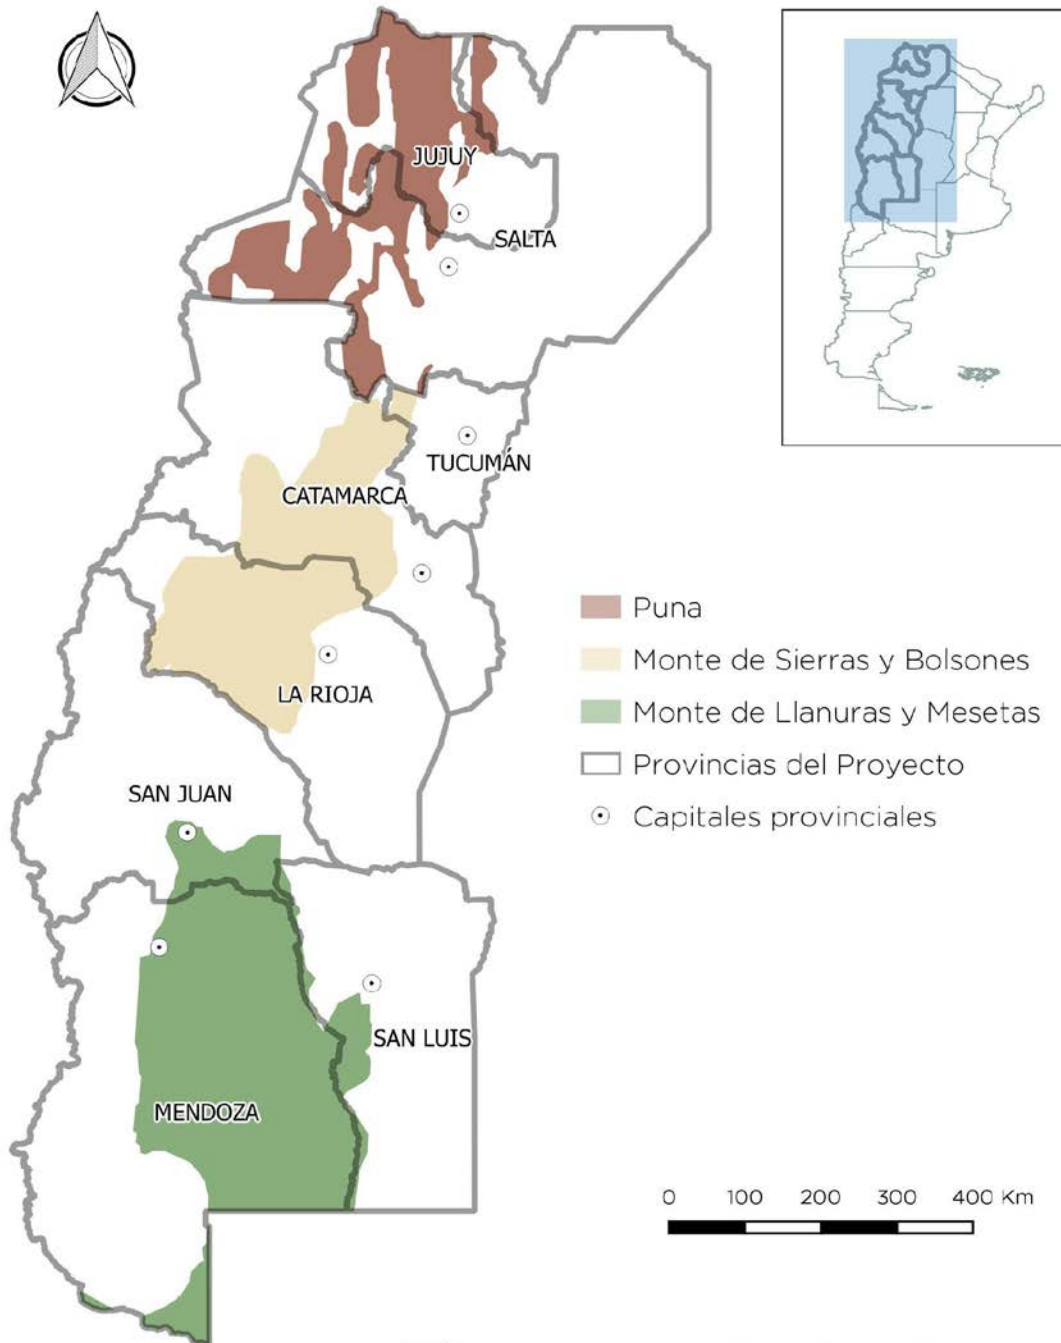 JUJUY
SALTA
TUCUMÁN
CATAMARCA
LA RIOJA
SAN JUAN
SAN LUIS
MENDOZA
Puna
Monte de Sierras y Bolsones
Monte de Llanuras y Mesetas
Provincias del Proyecto
Capitales provinciales
0 100 200 300 400 Km